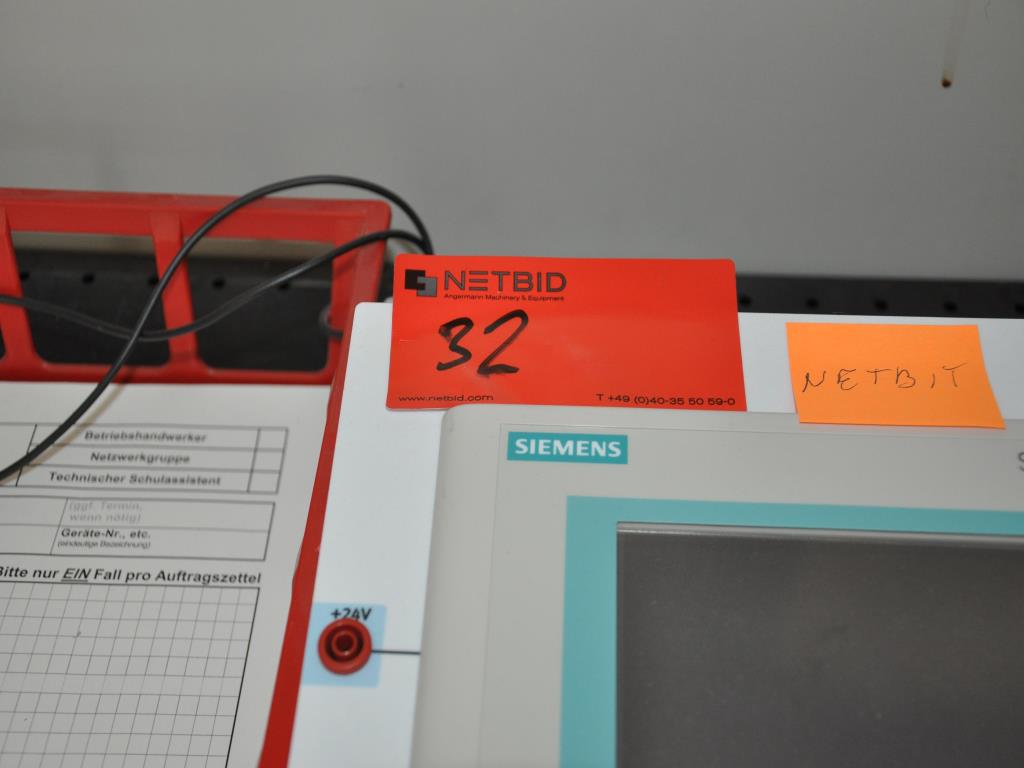 NETBID
Angermann Machinery & Equipment
32
www.netbid.com
T +49 (0)40-35 50 59-0
NETBIT
SIEMENS
S
Betriebshandwerker
Netzwerkgruppe
Technischer Schulassistent
(ggf. Termin,
wenn nötig)
Geräte-Nr., etc.
(eindeutige Bezeichnung)
Bitte nur EIN Fall pro Auftragszettel
+24V